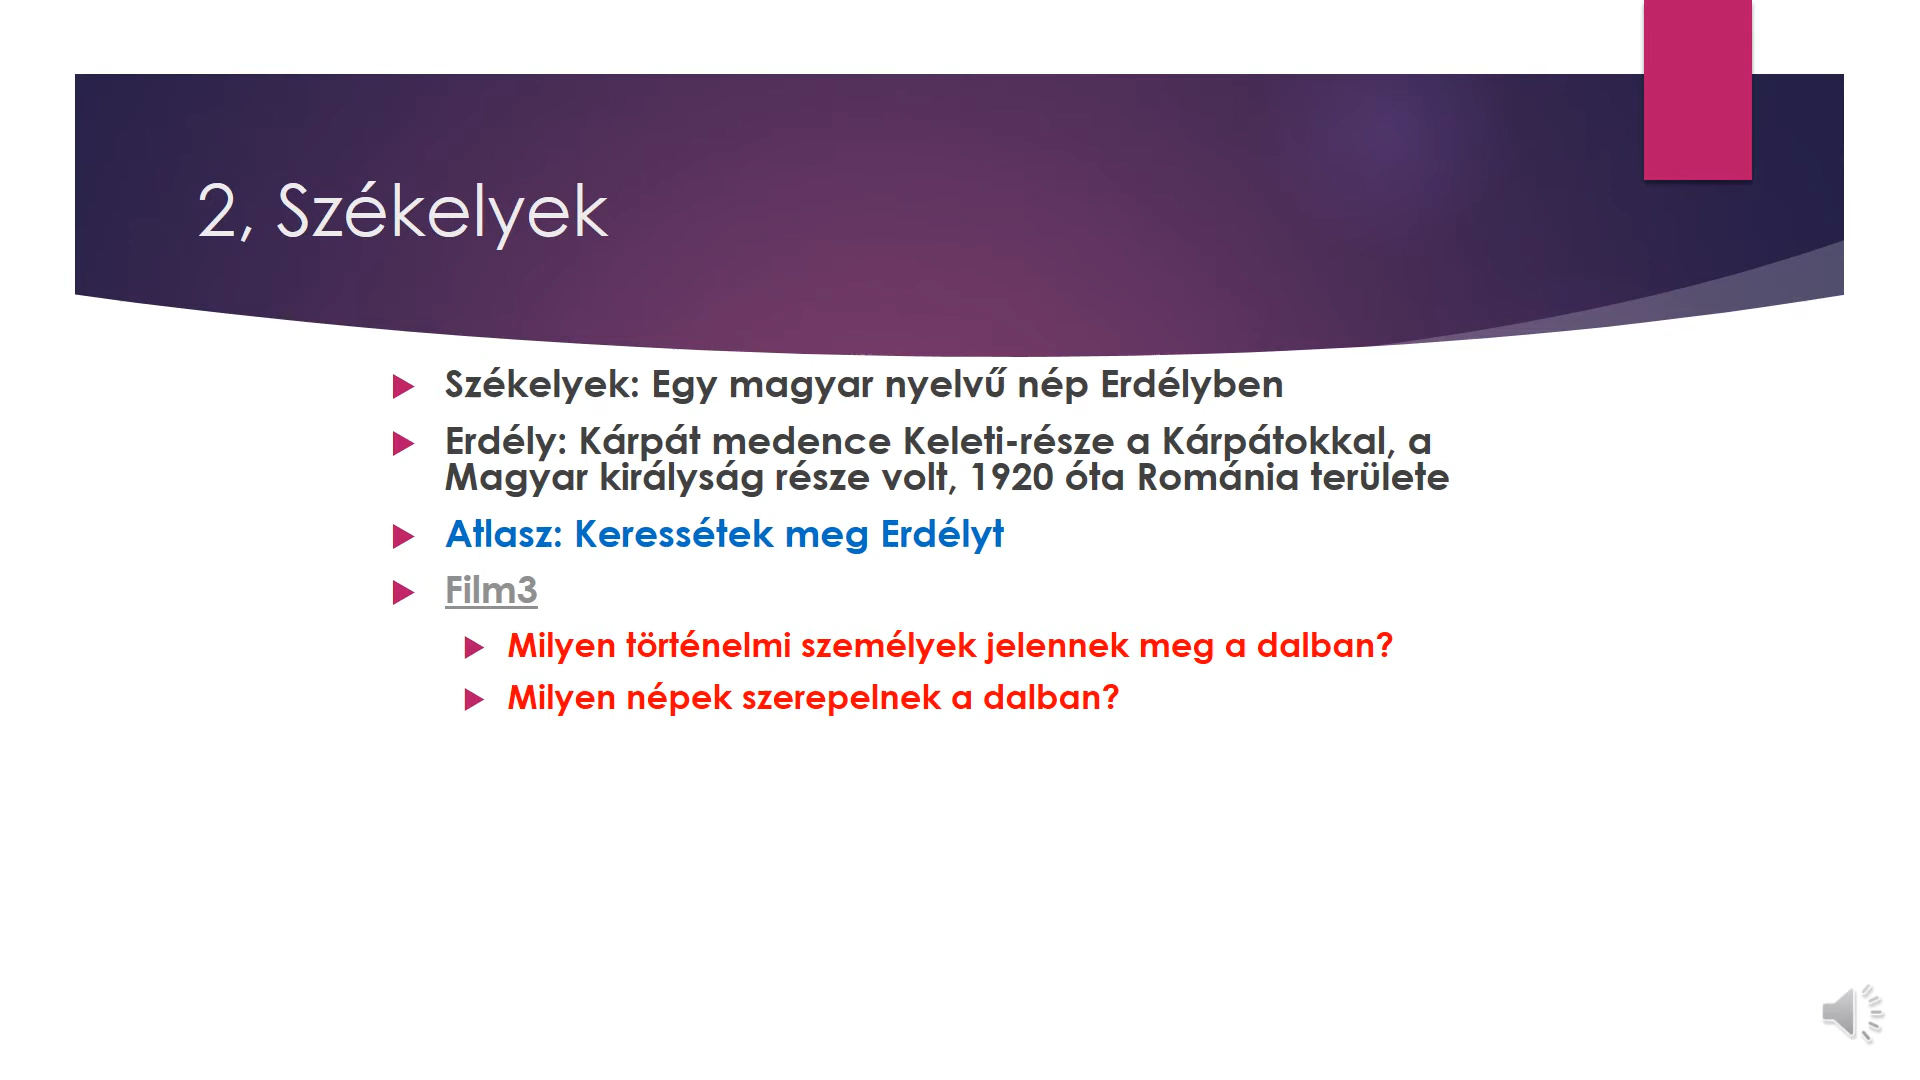 2, Székelyek
Székelyek: Egy magyar nyelvű nép Erdélyben
Erdély: Kárpát medence Keleti-része a Kárpátokkal, a
Magyar királyság része volt, 1920 óta Románia területe
Atlasz: Keressétek meg Erdélyt
Film3
Milyen történelmi személyek jelennek meg a dalban?
Milyen népek szerepelnek a dalban?